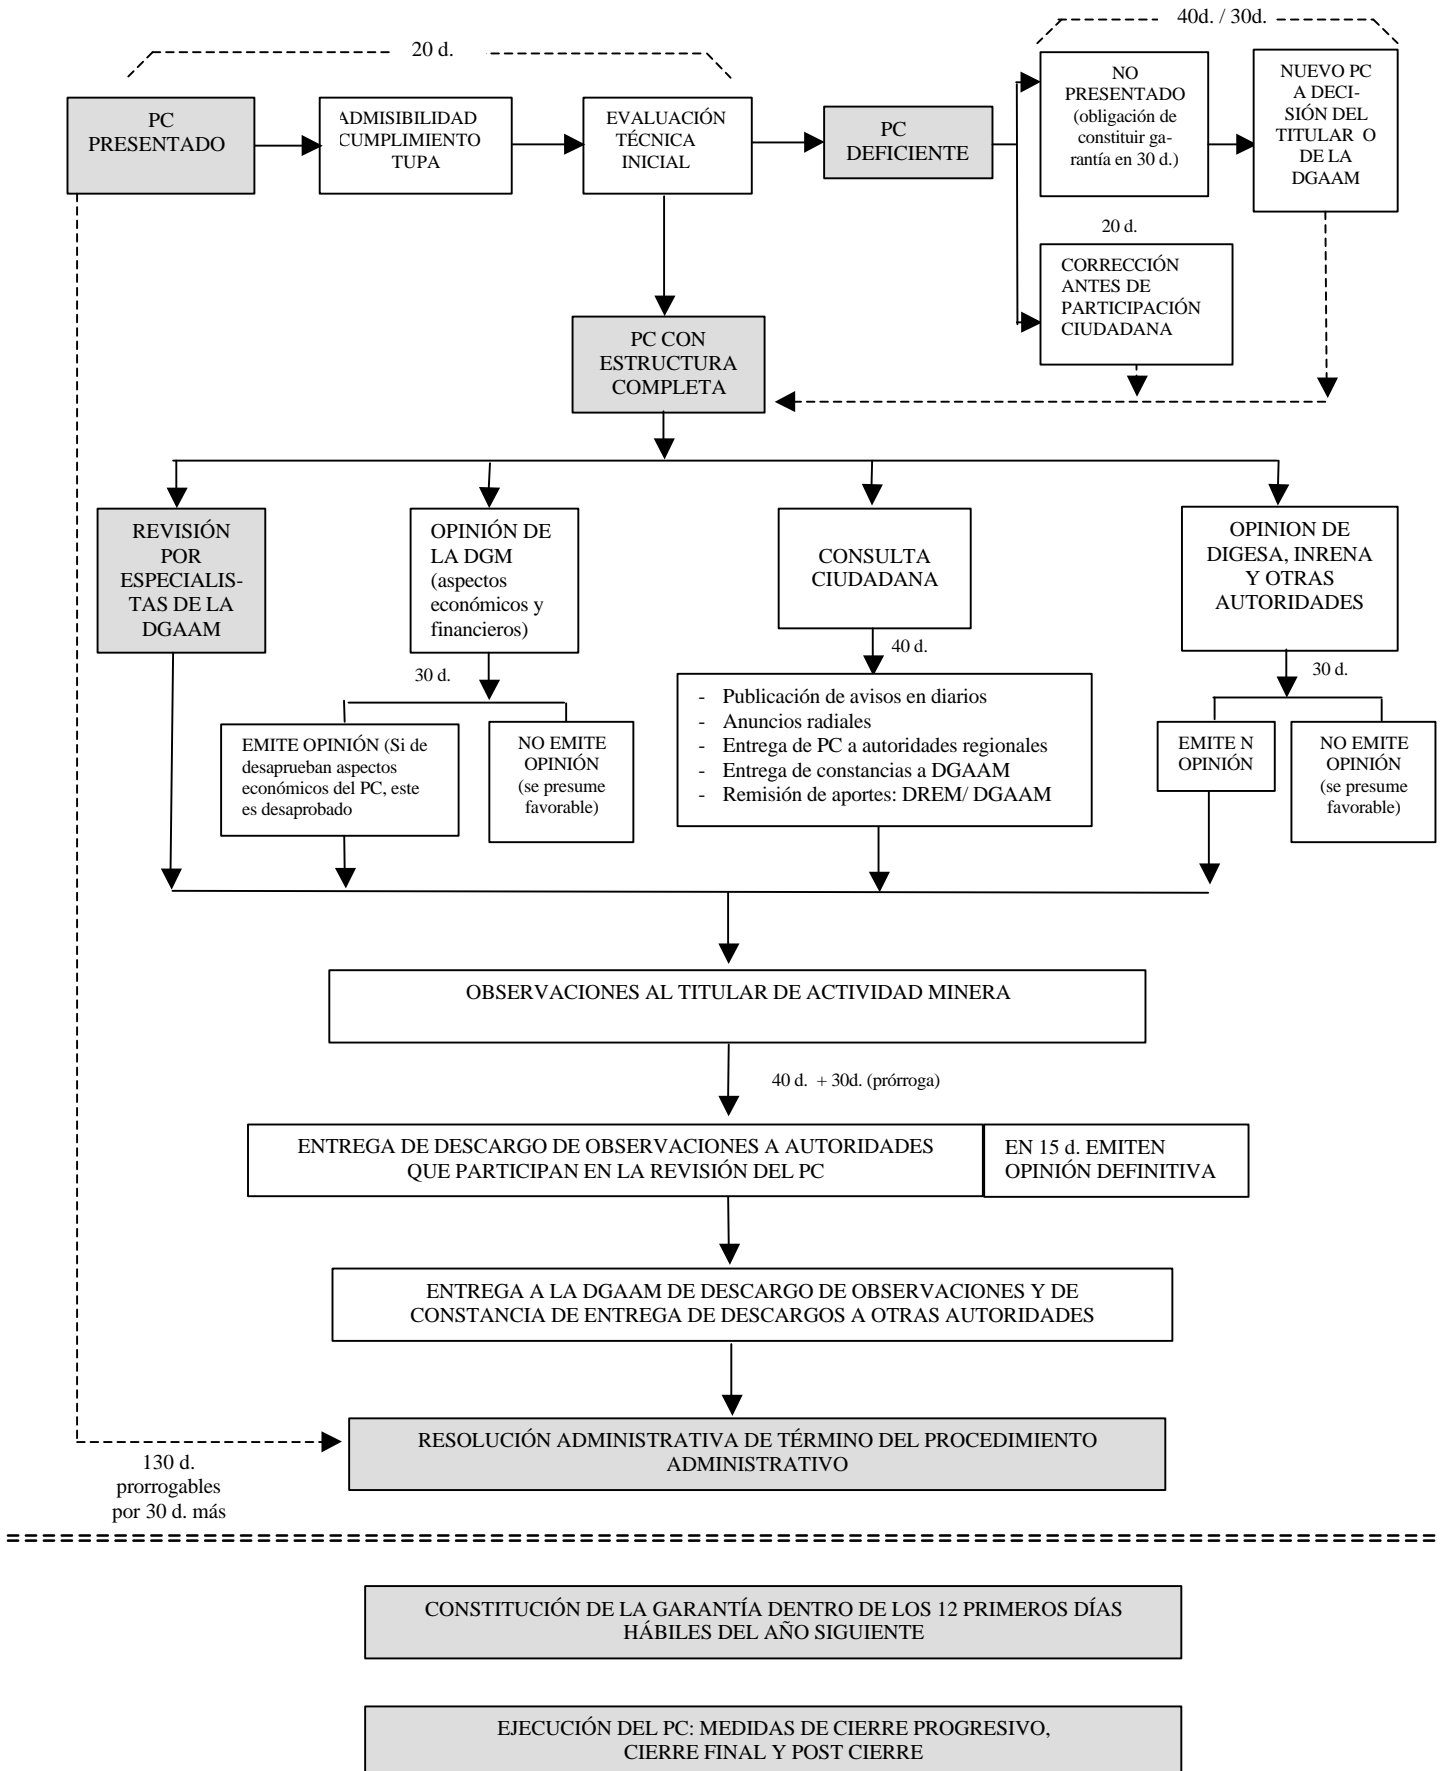 40d. / 30d.
20 d.
PC
PRESENTADO
ADMISIBILIDAD
CUMPLIMIENTO
TUPA
EVALUACIÓN
TÉCNICA
INICIAL
PC
DEFICIENTE
NO
PRESENTADO
(obligación de
constituir ga-
rantía en 30 d.)
NUEVO PC
A DECI-
SIÓN DEL
TITULAR O
DE LA
DGAAM
20 d.
CORRECCIÓN
ANTES DE
PARTICIPACIÓN
CIUDADANA
PC CON
ESTRUCTURA
COMPLETA
REVISIÓN
POR
ESPECIALIS-
TAS DE LA
DGAAM
OPINIÓN DE
LA DGM
(aspectos
económicos y
financieros)
CONSULTA
CIUDADANA
OPINION DE
DIGESA, INRENA
Y OTRAS
AUTORIDADES
30 d.
40 d.
30 d.
EMITE OPINIÓN (Si de
desaprueban aspectos
económicos del PC, este
es desaprobado
NO EMITE
OPINIÓN
(se presume
favorable)
- Publicación de avisos en diarios
- Anuncios radiales
- Entrega de PC a autoridades regionales
- Entrega de constancias a DGAAM
- Remisión de aportes: DREM/ DGAAM
EMITE N
OPINIÓN
NO EMITE
OPINIÓN
(se presume
favorable)
OBSERVACIONES AL TITULAR DE ACTIVIDAD MINERA
40 d. + 30d. (prórroga)
ENTREGA DE DESCARGO DE OBSERVACIONES A AUTORIDADES
QUE PARTICIPAN EN LA REVISIÓN DEL PC
EN 15 d. EMITEN
OPINIÓN DEFINITIVA
ENTREGA A LA DGAAM DE DESCARGO DE OBSERVACIONES Y DE
CONSTANCIA DE ENTREGA DE DESCARGOS A OTRAS AUTORIDADES
RESOLUCIÓN ADMINISTRATIVA DE TÉRMINO DEL PROCEDIMIENTO
ADMINISTRATIVO
130 d.
prorrogables
por 30 d. más
CONSTITUCIÓN DE LA GARANTÍA DENTRO DE LOS 12 PRIMEROS DÍAS
HÁBILES DEL AÑO SIGUIENTE
EJECUCIÓN DEL PC: MEDIDAS DE CIERRE PROGRESIVO,
CIERRE FINAL Y POST CIERRE